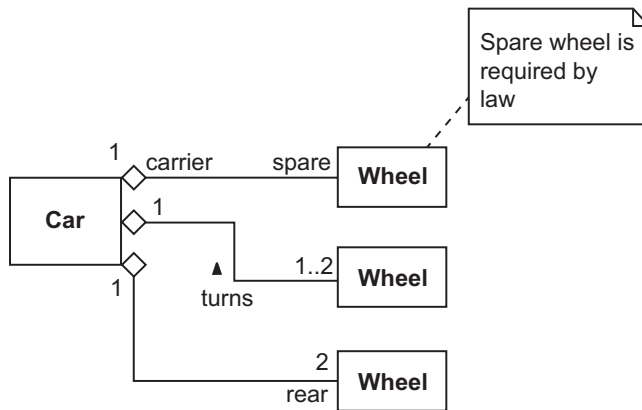 Spare wheel is
required by
law
1
carrier
spare
Wheel
Car
1
1..2
Wheel
turns
1
2
rear
Wheel